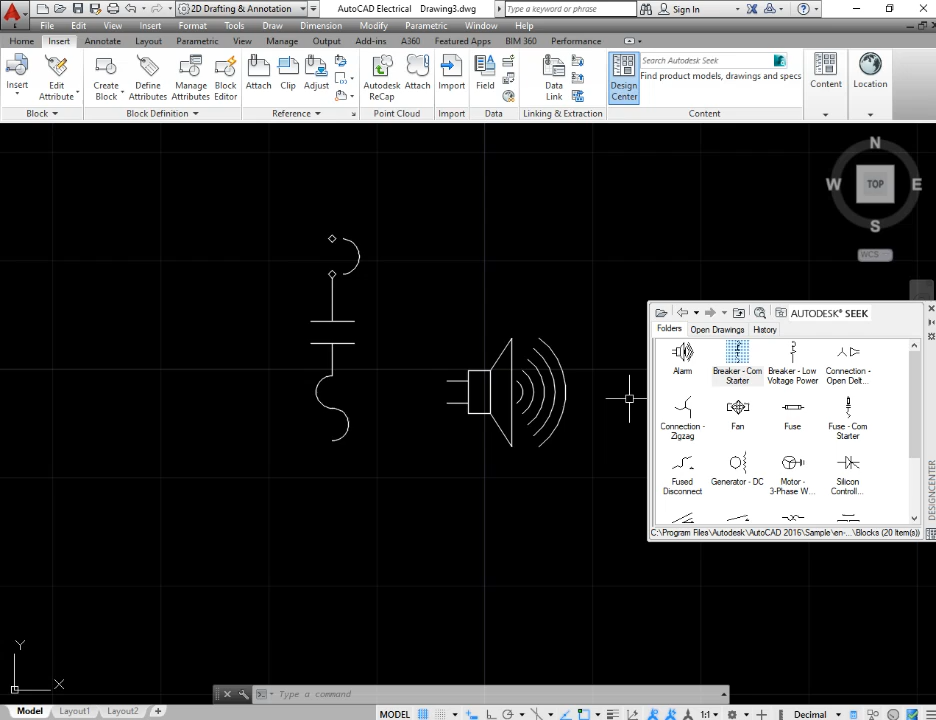 2D Drafting & Annotation
AutoCAD Electrical Drawing3.dwg
Type a keyword or phrase
Sign In
File Edit View Insert Format Tools Draw Dimension Modify Parametric Window Help
Home Insert Annotate Layout Parametric View Manage Output Add-ins A360 Featured Apps BIM 360 Performance
Insert
Edit Attribute
Create Block
Define Attributes
Manage Attributes
Block Editor
Attach
Clip
Adjust
Autodesk ReCap
Attach
Import
Field
Data Link
Design Center
Search Autodesk Seek
Find product models, drawings and specs
Content
Location
Block
Block Definition
Reference
Point Cloud
Import
Data
Linking & Extraction
Content
N
W TOP E
S
WCS
AUTODESK® SEEK
Folders Open Drawings History
Alarm
Breaker - Com Starter
Breaker - Low Voltage Power
Connection - Open Delt...
Connection - Zigzag
Fan
Fuse
Fuse - Com Starter
Fused Disconnect
Generator - DC
Motor - 3-Phase W...
Silicon Controll...
C:\Program Files\Autodesk\AutoCAD 2016\Sample\en-...\Blocks (20 Item(s))
DESIGNCENTER
Y
X
Type a command
Model Layout1 Layout2 +
MODEL
1:1
Decimal